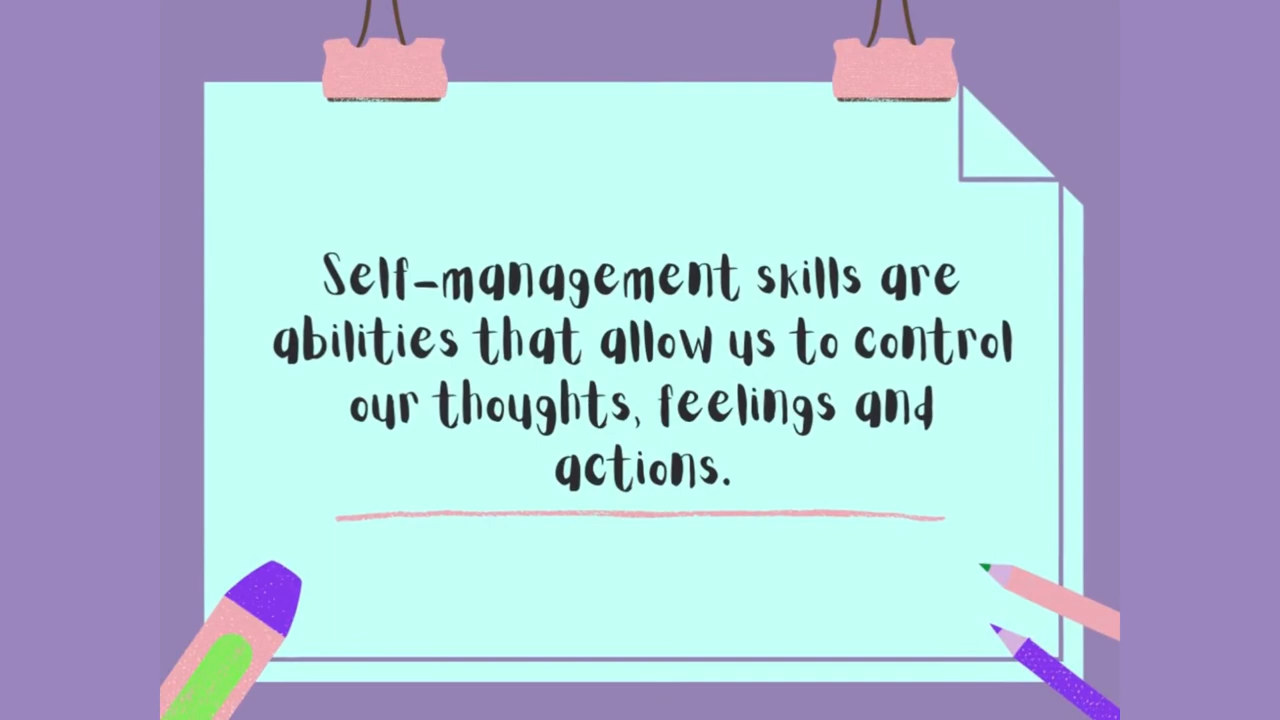 Self-management skills are
abilities that allow us to control
our thoughts, feelings and
actions.